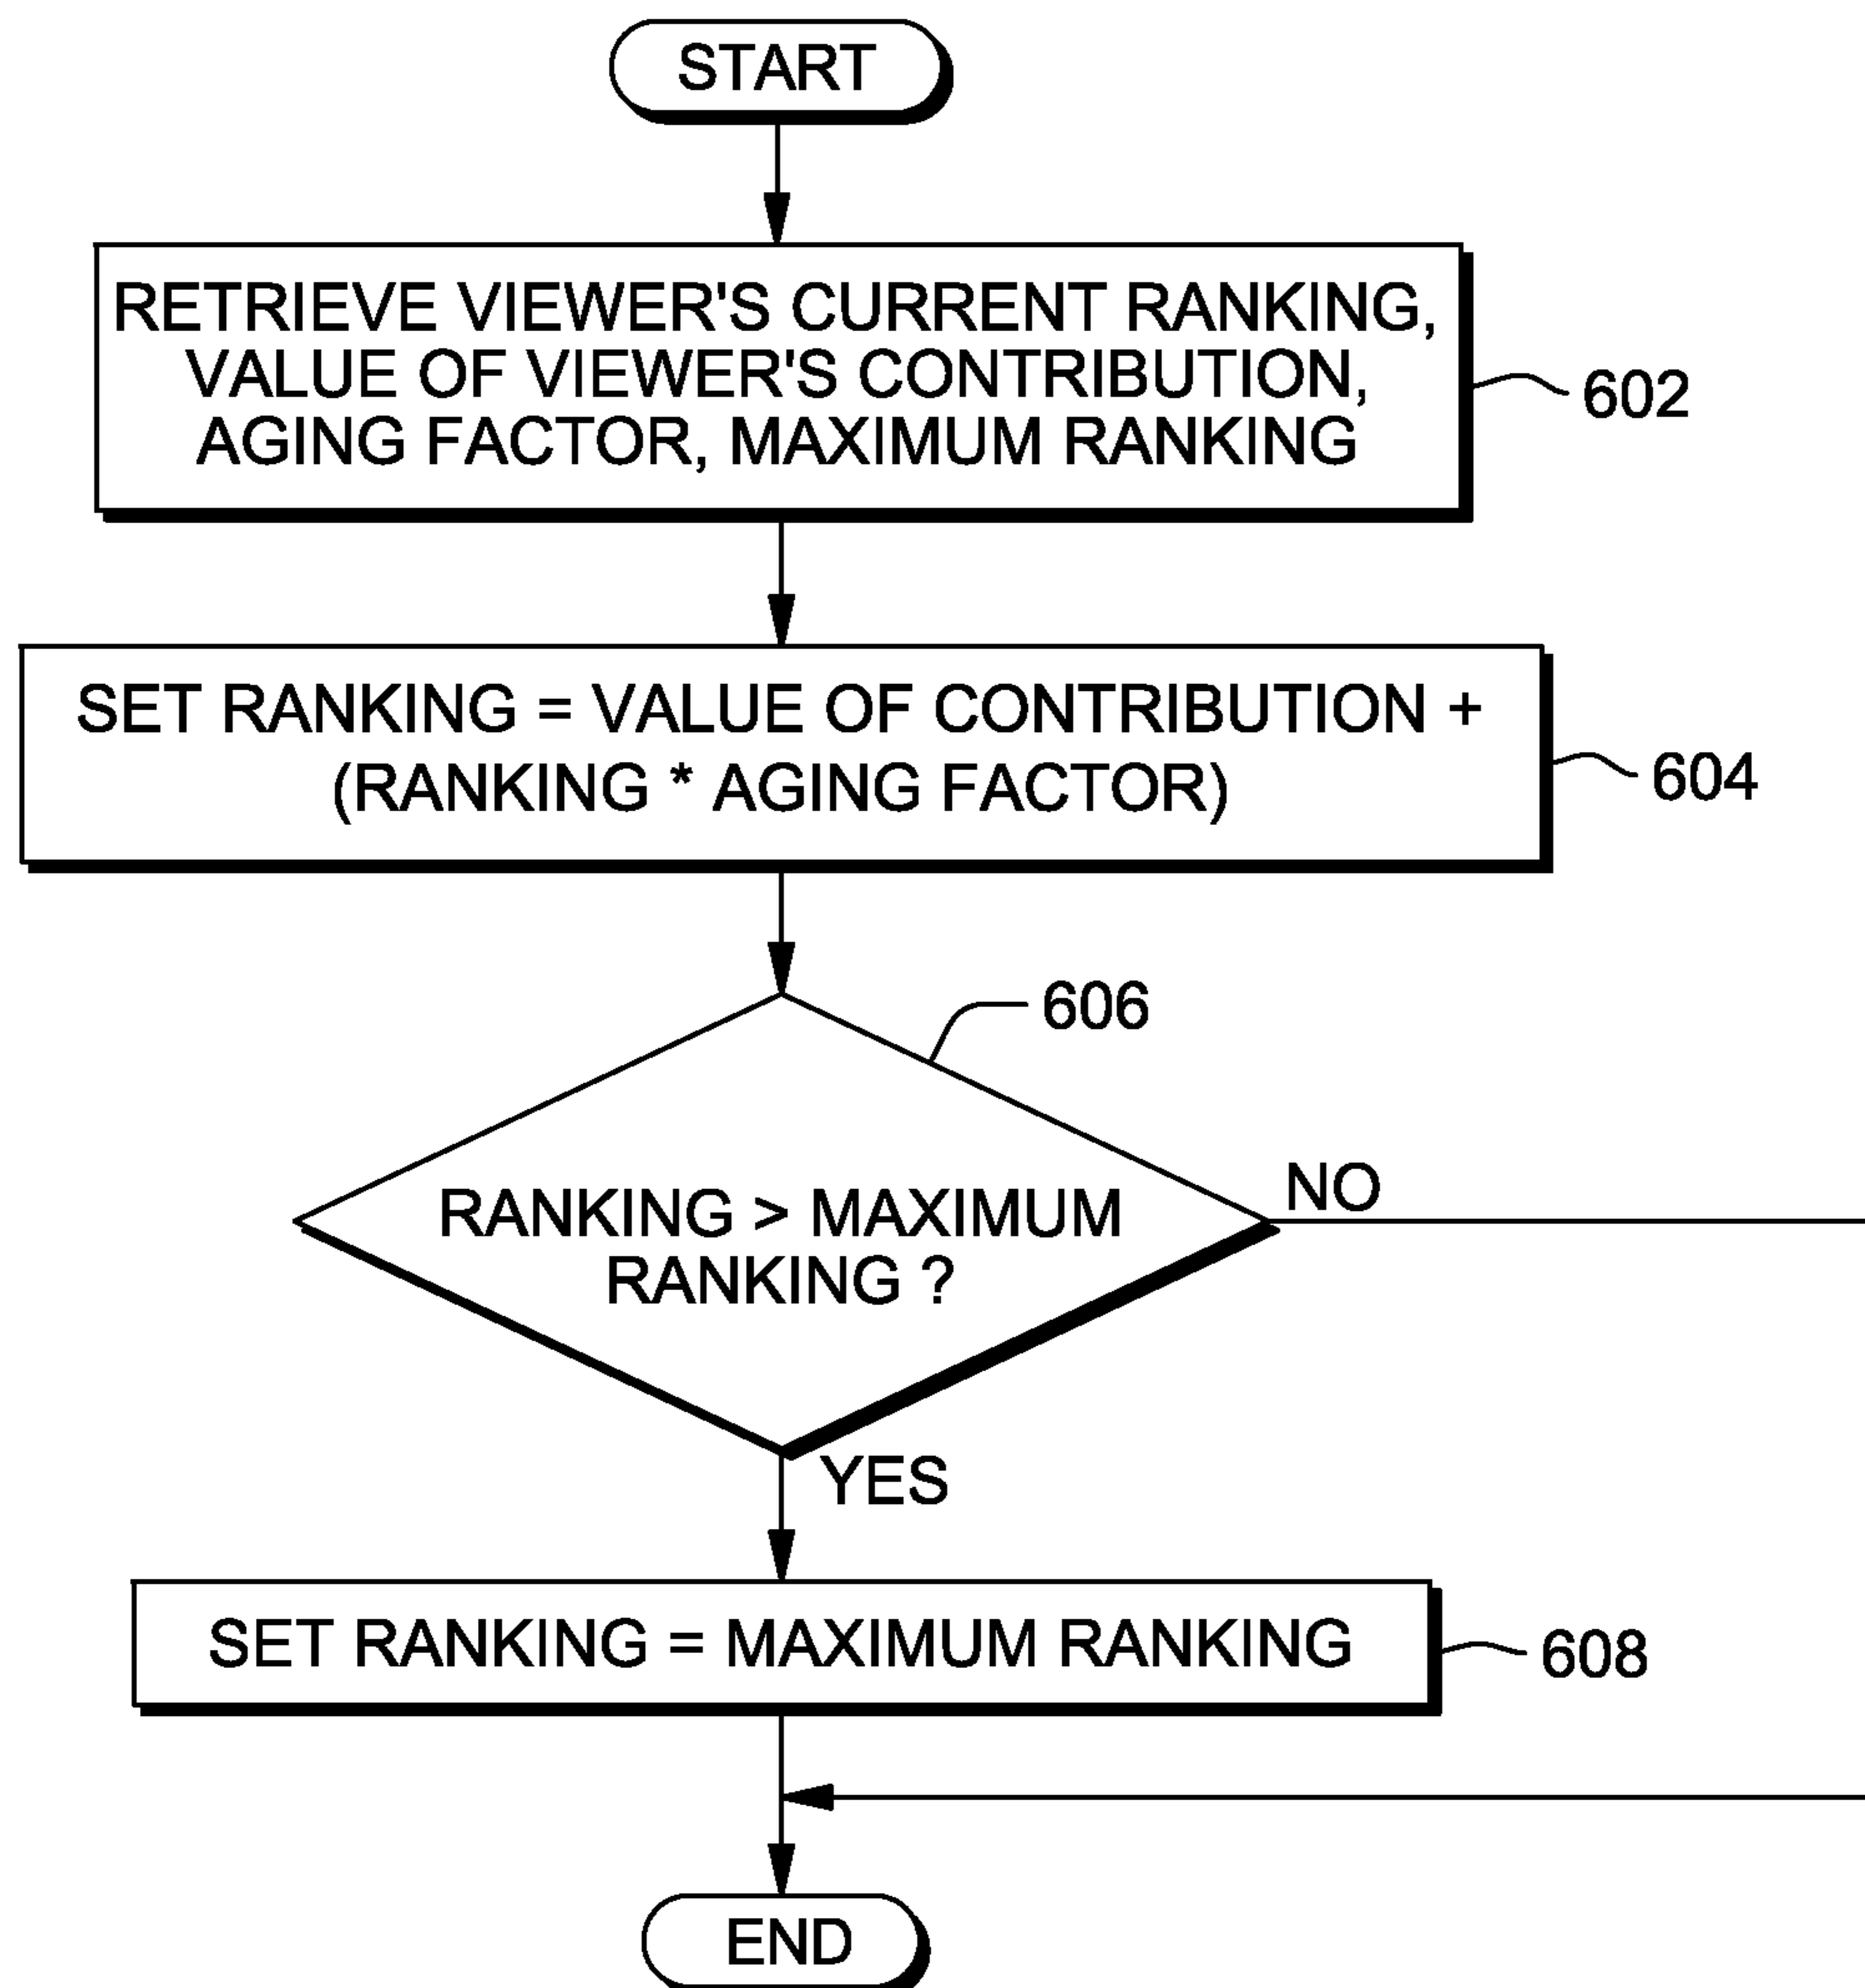 START
RETRIEVE VIEWER'S CURRENT RANKING,
VALUE OF VIEWER'S CONTRIBUTION,
AGING FACTOR, MAXIMUM RANKING
602
SET RANKING = VALUE OF CONTRIBUTION +
(RANKING * AGING FACTOR)
604
606
RANKING > MAXIMUM
RANKING ?
NO
YES
SET RANKING = MAXIMUM RANKING
608
END